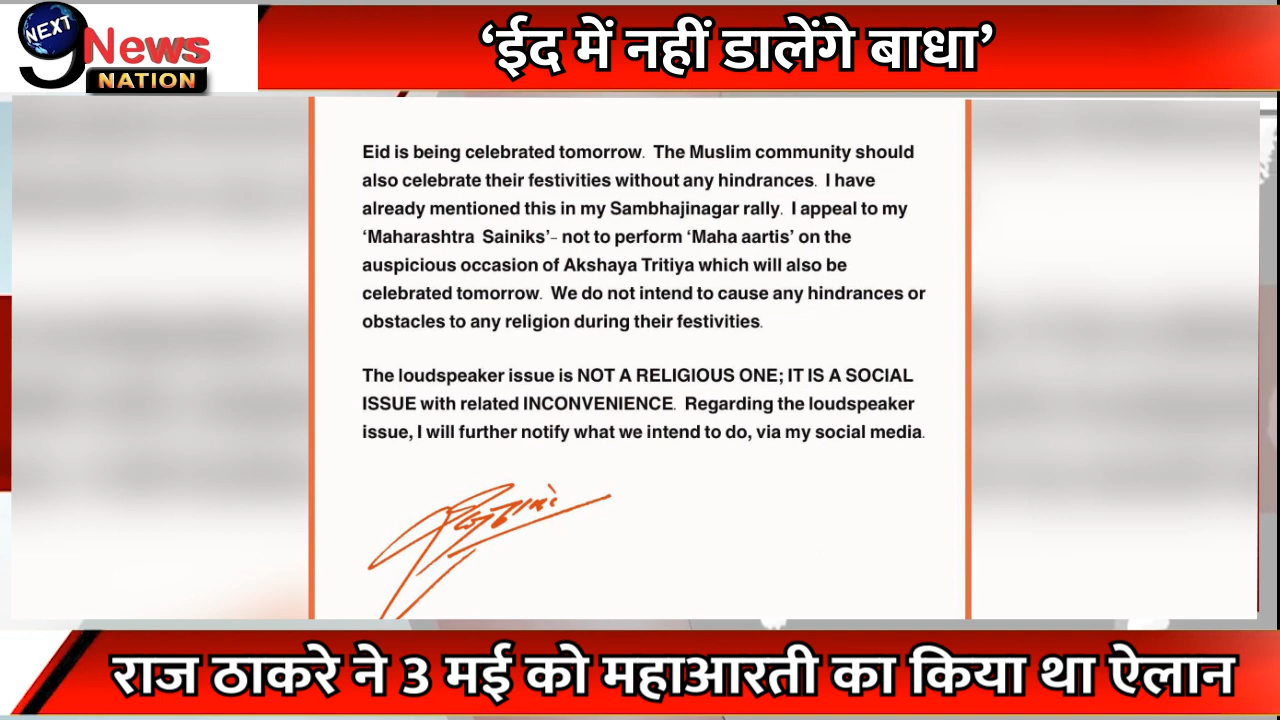 NEXT
9 News
NATION
‘ईद में नहीं डालेंगे बाधा’
Eid is being celebrated tomorrow. The Muslim community should
also celebrate their festivities without any hindrances. I have
already mentioned this in my Sambhajinagar rally. I appeal to my
‘Maharashtra Sainiks’– not to perform ‘Maha aartis’ on the
auspicious occasion of Akshaya Tritiya which will also be
celebrated tomorrow. We do not intend to cause any hindrances or
obstacles to any religion during their festivities.
The loudspeaker issue is NOT A RELIGIOUS ONE; IT IS A SOCIAL
ISSUE with related INCONVENIENCE. Regarding the loudspeaker
issue, I will further notify what we intend to do, via my social media.
राज ठाकरे ने 3 मई को महाआरती का किया था ऐलान